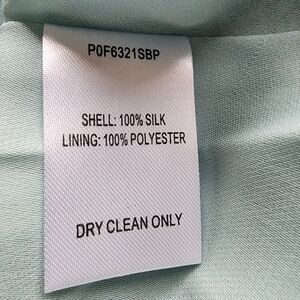 P0F6321SBP
SHELL: 100% SILK
LINING: 100% POLYESTER
DRY CLEAN ONLY